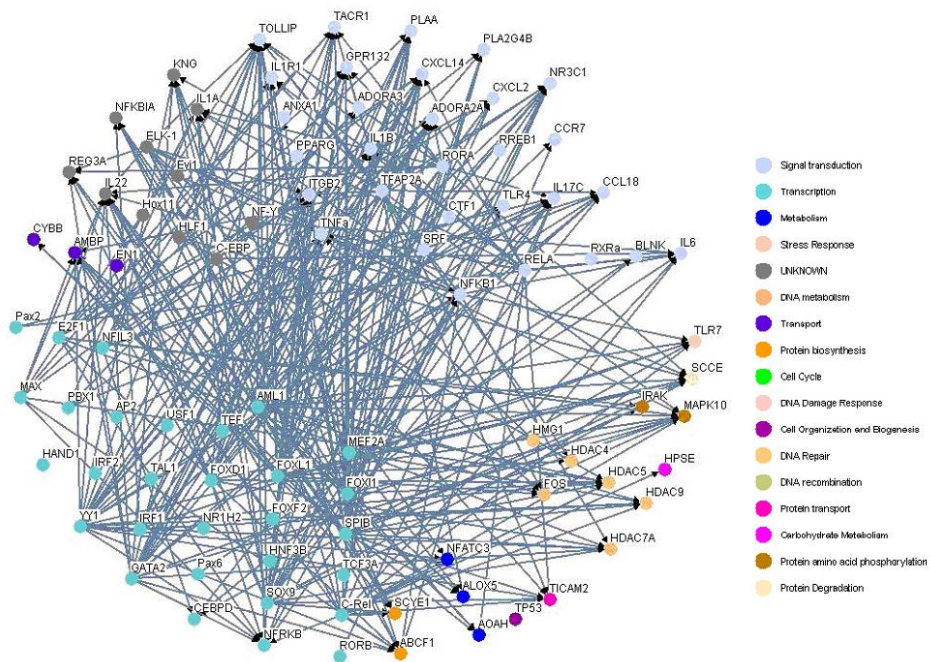 TACR1
PLAA
TOLLIP
PLA2G4B
GPR132
KNG
IL1R1
CXCL14
NR3C1
IL1A
ANXA1
ADORA3
CXCL2
NFKBIA
ADORA2A
ELK-1
IL1B
RREB1
CCR7
REG3A
Evi1
PPARG
RORA
IL22
ITGB2
TFAP2A
TLR4
IL17C
CCL18
Hox11
NF-Y
CTF1
CYBB
HLF1
TNFa
AMBP
C-EBP
SRF
RXRa
BLNK
IL6
EN1
RELA
NFKB1
Pax2
E2F1
NFIL3
TLR7
SCCE
MAX
PBX1
AML1
IRAK
MAPK10
AP2
USF1
TEF
HMG1
MEF2A
HAND1
IRF2
TAL1
FOXD1
FOXL1
HDAC4
HPSE
FOXI1
FOS
HDAC5
HDAC9
YY1
IRF1
NR1H2
FOXF2
SPIB
HDAC7A
GATA2
Pax6
HNF3B
TCF3A
NFATC3
CEBPD
SOX9
C-Rel
SCYE1
ALOX5
TICAM2
TP53
NFRKB
RORB
ABCF1
AOAH
Signal transduction
Transcription
Metabolism
Stress Response
UNKNOWN
DNA metabolism
Transport
Protein biosynthesis
Cell Cycle
DNA Damage Response
Cell Organization and Biogenesis
DNA Repair
DNA recombination
Protein transport
Carbohydrate Metabolism
Protein amino acid phosphorylation
Protein Degradation